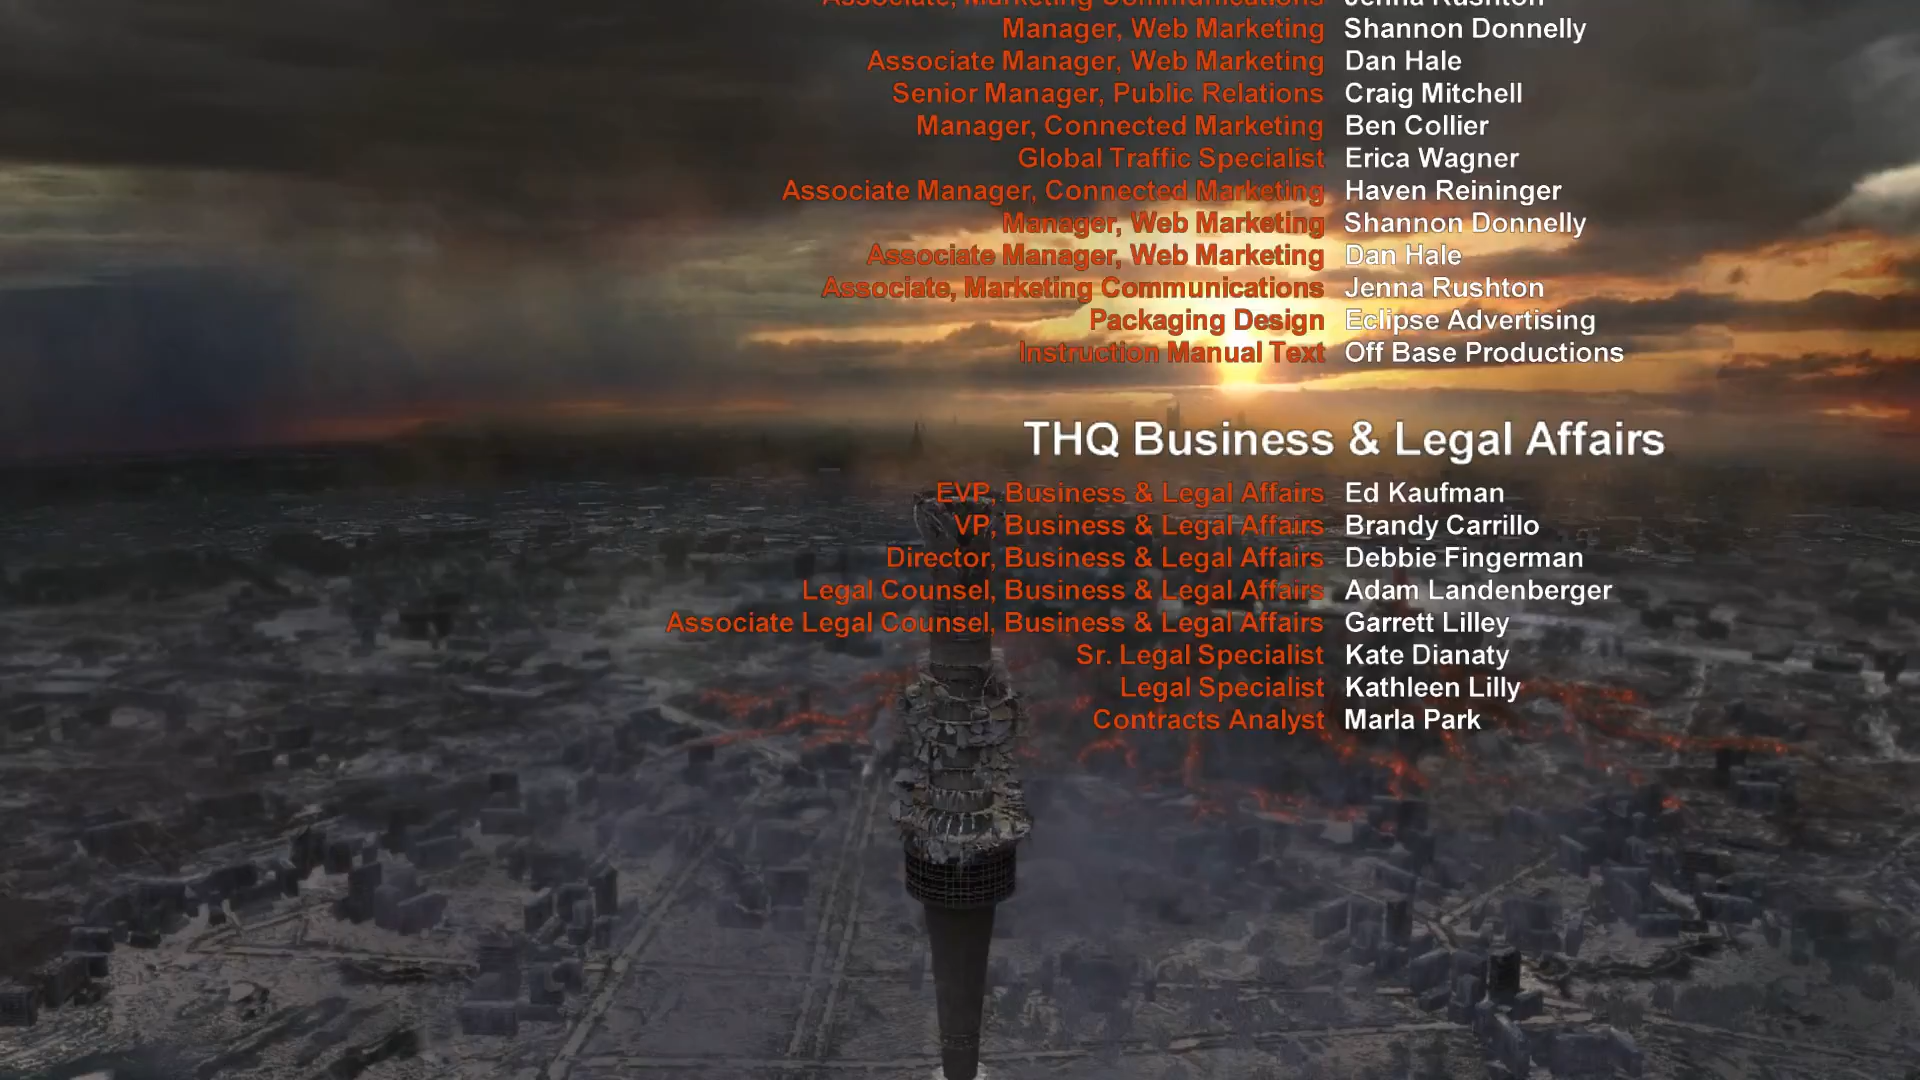 Associate, Marketing Communications Jenna Rushton
Manager, Web Marketing Shannon Donnelly
Associate Manager, Web Marketing Dan Hale
Senior Manager, Public Relations Craig Mitchell
Manager, Connected Marketing Ben Collier
Global Traffic Specialist Erica Wagner
Associate Manager, Connected Marketing Haven Reininger
Manager, Web Marketing Shannon Donnelly
Associate Manager, Web Marketing Dan Hale
Associate, Marketing Communications Jenna Rushton
Packaging Design Eclipse Advertising
Instruction Manual Text Off Base Productions
THQ Business & Legal Affairs
EVP, Business & Legal Affairs Ed Kaufman
VP, Business & Legal Affairs Brandy Carrillo
Director, Business & Legal Affairs Debbie Fingerman
Legal Counsel, Business & Legal Affairs Adam Landenberger
Associate Legal Counsel, Business & Legal Affairs Garrett Lilley
Sr. Legal Specialist Kate Dianaty
Legal Specialist Kathleen Lilly
Contracts Analyst Marla Park